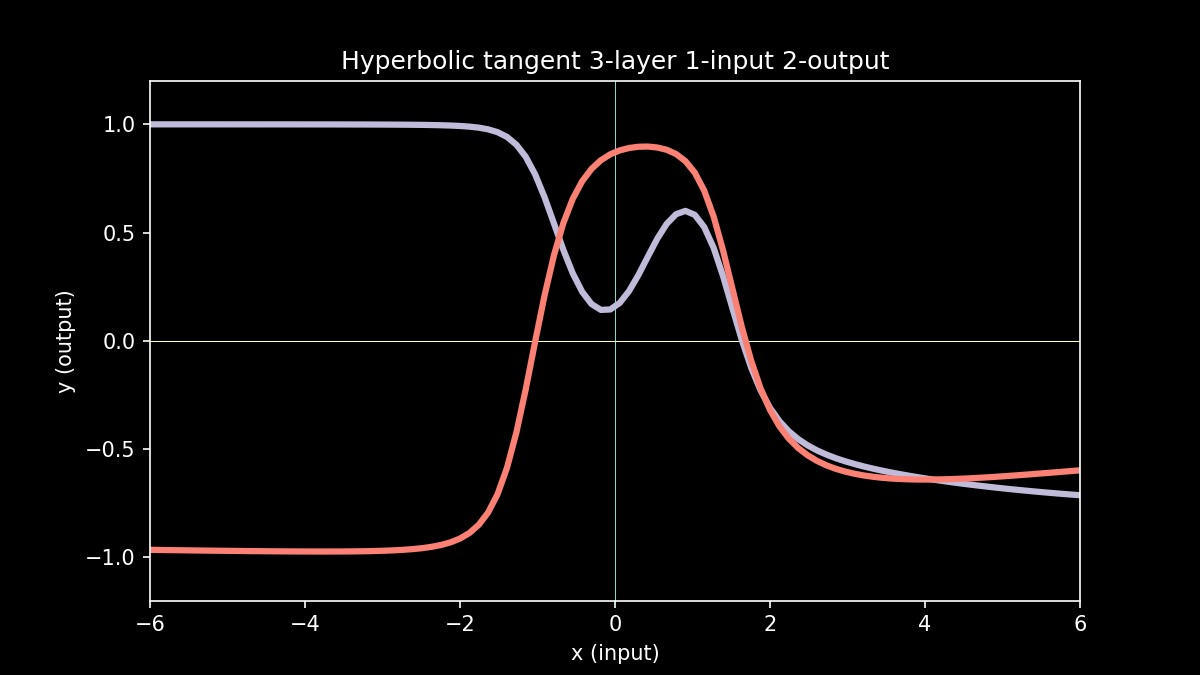 Hyperbolic tangent 3-layer 1-input 2-output
1.0
0.5
0.0
−0.5
−1.0
y (output)
−6 −4 −2 0 2 4 6
x (input)